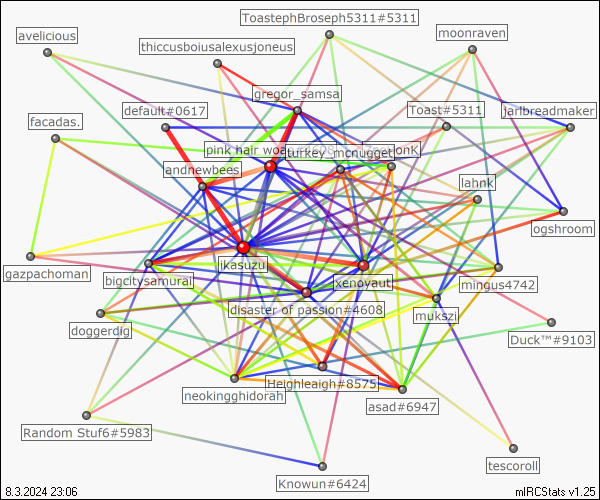 ToastephBroseph5311#5311
avelicious
moonraven
thiccusboiusalexusjoneus
gregor_samsa
default#0617
Toast#5311
jarlbreadmaker
facadas.
pink hair woa
turkey_mcnugget
onK
andnewbees
lahnK
ogshroom
ikasuzu
gazpachoman
bigcitysamurai
xenoyaut
mingus4742
disaster of passion#4608
mukszi
doggerdig
Duck™#9103
Heighleigh#8575
neokingghidorah
asad#6947
Random Stuf6#5983
tescoroll
Knowun#6424
8.3.2024 23:06
mIRCStats v1.25